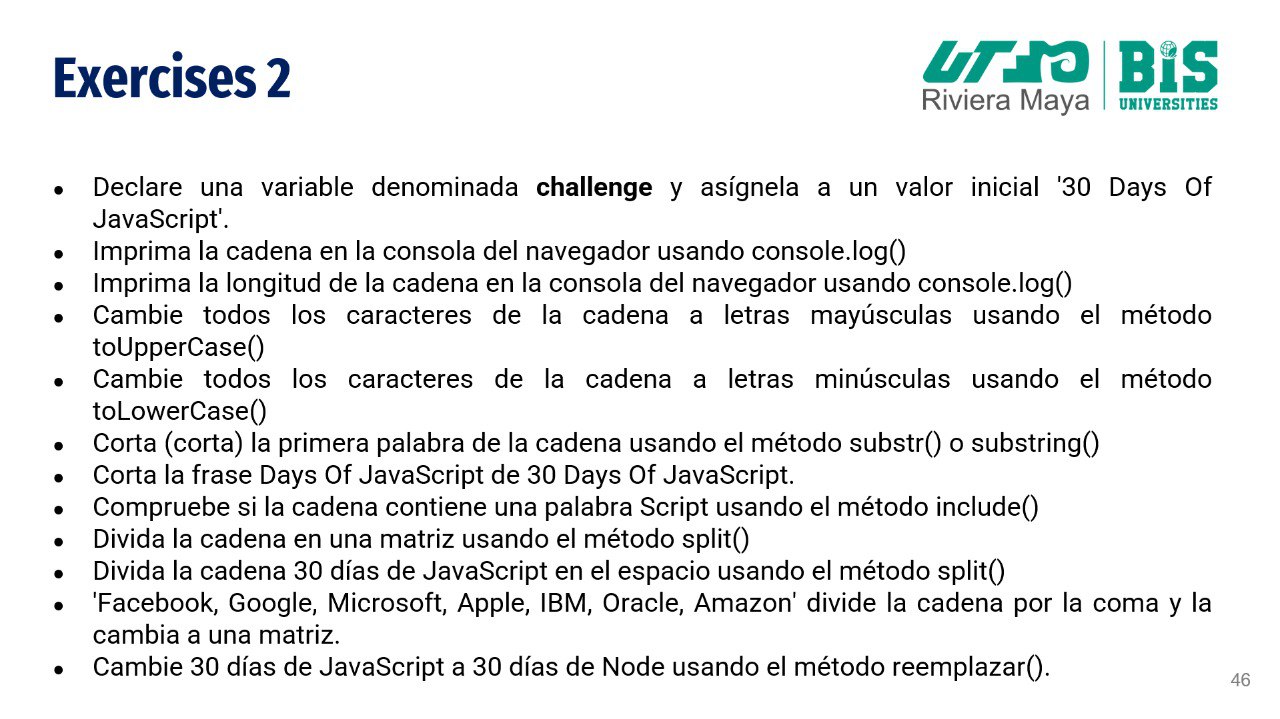 Exercises 2
UTRM
Riviera Maya
BIS
UNIVERSITIES
● Declare una variable denominada challenge y asígnela a un valor inicial '30 Days Of
JavaScript'.
● Imprima la cadena en la consola del navegador usando console.log()
● Imprima la longitud de la cadena en la consola del navegador usando console.log()
● Cambie todos los caracteres de la cadena a letras mayúsculas usando el método
toUpperCase()
● Cambie todos los caracteres de la cadena a letras minúsculas usando el método
toLowerCase()
● Corta (corta) la primera palabra de la cadena usando el método substr() o substring()
● Corta la frase Days Of JavaScript de 30 Days Of JavaScript.
● Compruebe si la cadena contiene una palabra Script usando el método include()
● Divida la cadena en una matriz usando el método split()
● Divida la cadena 30 días de JavaScript en el espacio usando el método split()
● 'Facebook, Google, Microsoft, Apple, IBM, Oracle, Amazon' divide la cadena por la coma y la
cambia a una matriz.
● Cambie 30 días de JavaScript a 30 días de Node usando el método reemplazar().
46